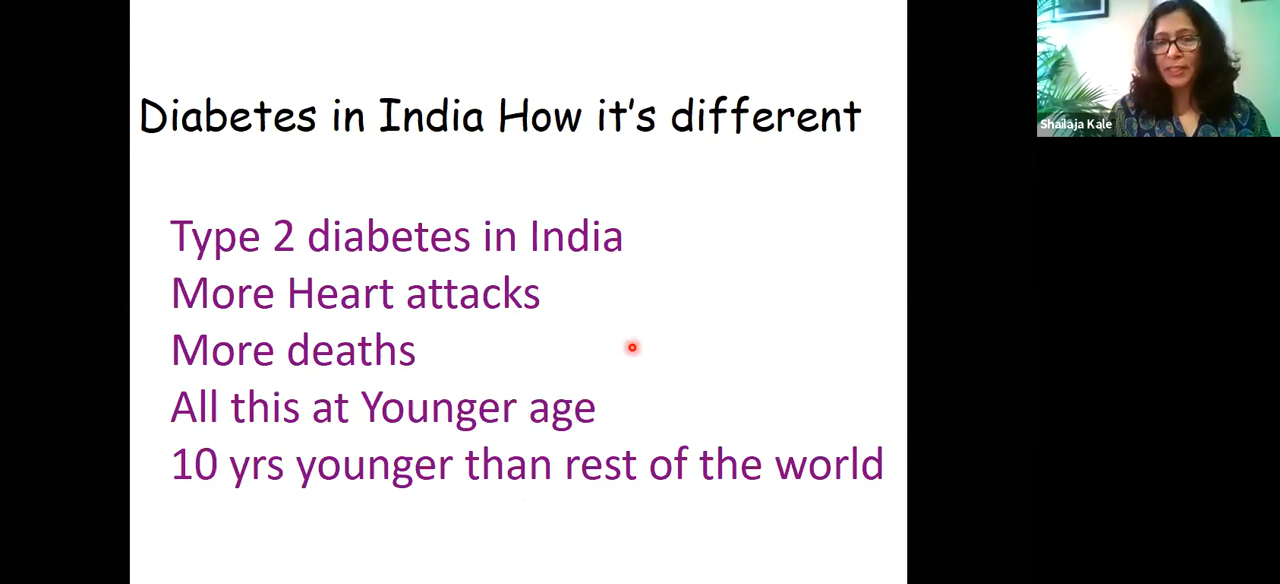 Diabetes in India How it's different
Type 2 diabetes in India
More Heart attacks
More deaths
All this at Younger age
10 yrs younger than rest of the world
Shailaja Kale